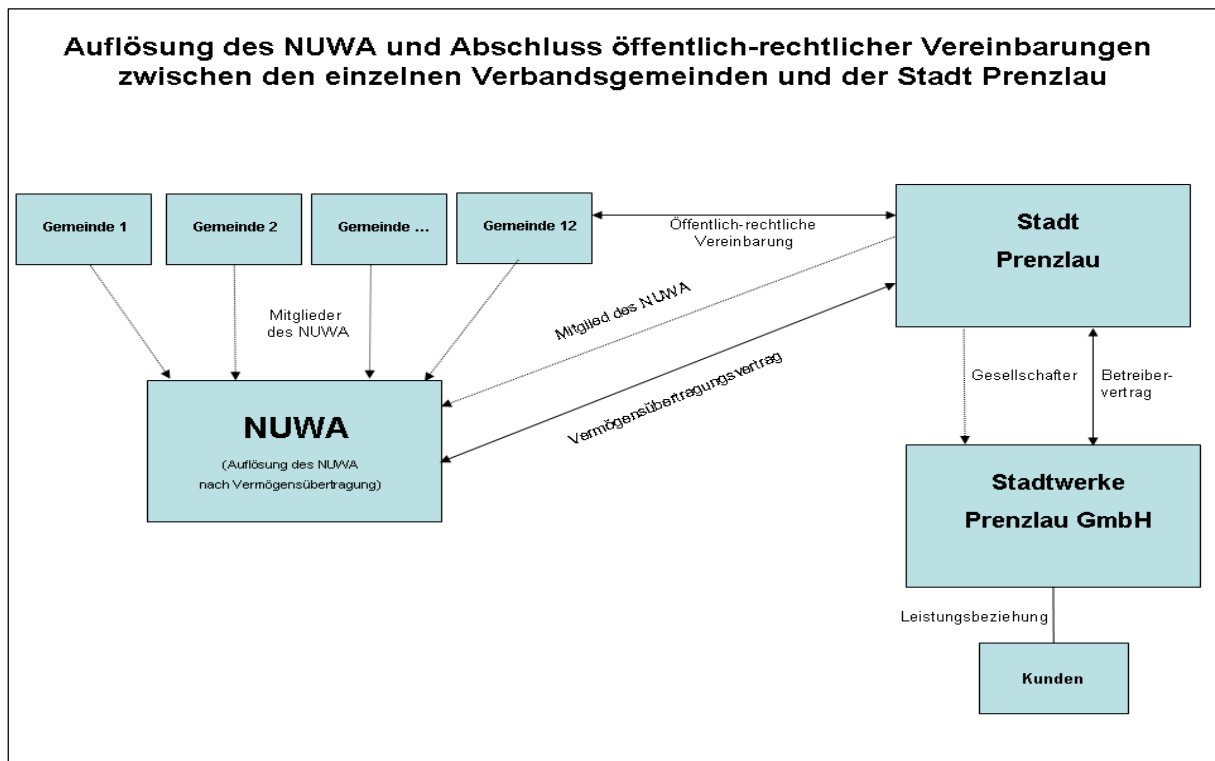 Auflösung des NUWA und Abschluss öffentlich-rechtlicher Vereinbarungen
zwischen den einzelnen Verbandsgemeinden und der Stadt Prenzlau
Gemeinde 1
Gemeinde 2
Gemeinde ...
Gemeinde 12
Öffentlich-rechtliche
Vereinbarung
Stadt
Prenzlau
Mitglieder
des NUWA
Mitglied des NUWA
Vermögensübertragungsvertrag
Gesellschafter
Betreiber-
vertrag
NUWA
(Auflösung des NUWA
nach Vermögensübertragung)
Stadtwerke
Prenzlau GmbH
Leistungsbeziehung
Kunden